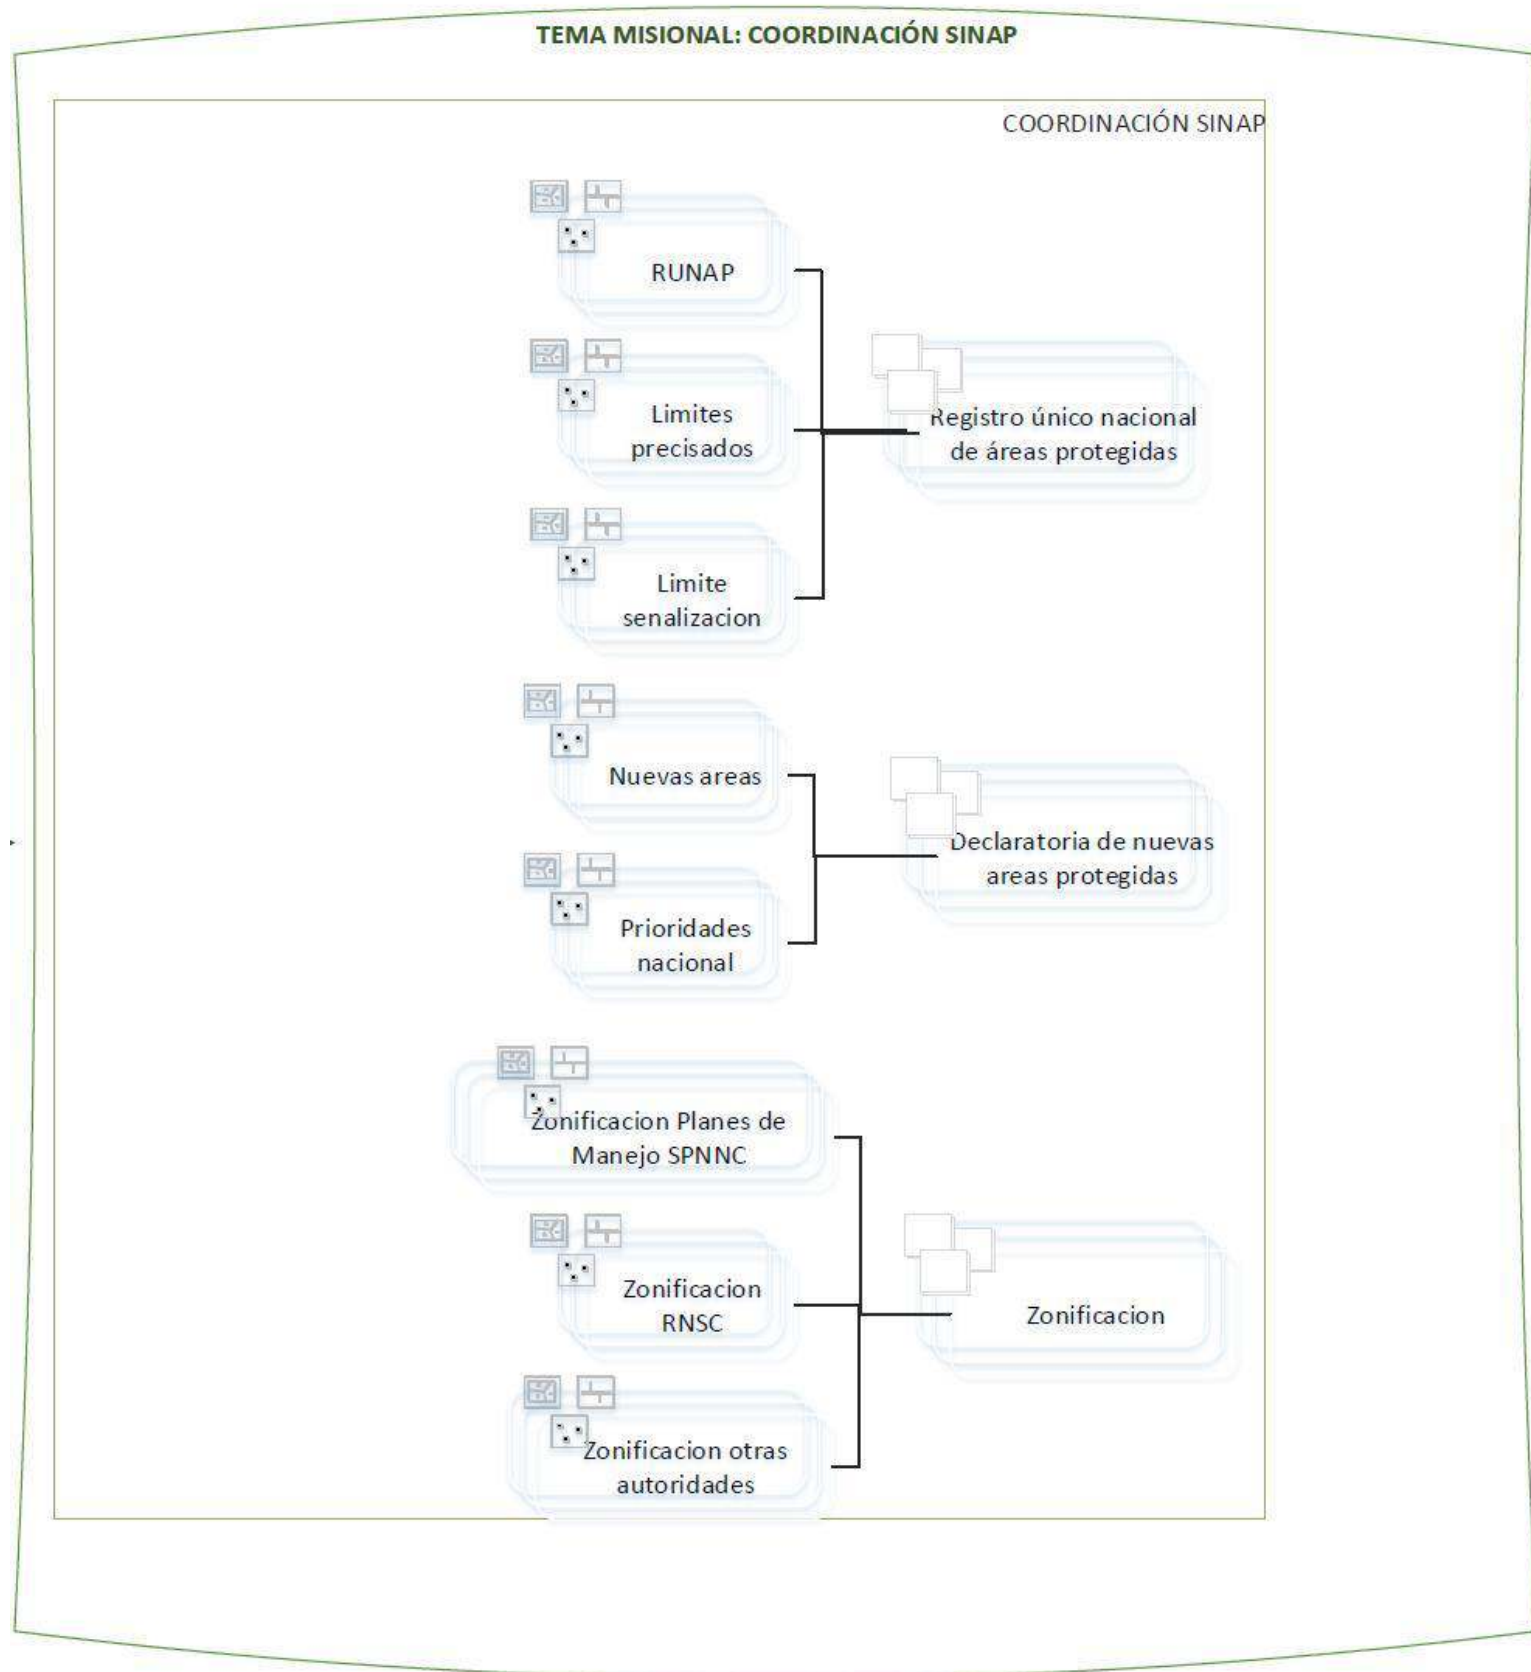 TEMA MISIONAL: COORDINACIÓN SINAP
COORDINACIÓN SINAP
RUNAP
Limites
precisados
Registro único nacional
de áreas protegidas
Limite
senalizacion
Nuevas areas
Declaratoria de nuevas
areas protegidas
Prioridades
nacional
Zonificacion Planes de
Manejo SPNNC
Zonificacion
RNSC
Zonificacion
Zonificacion otras
autoridades